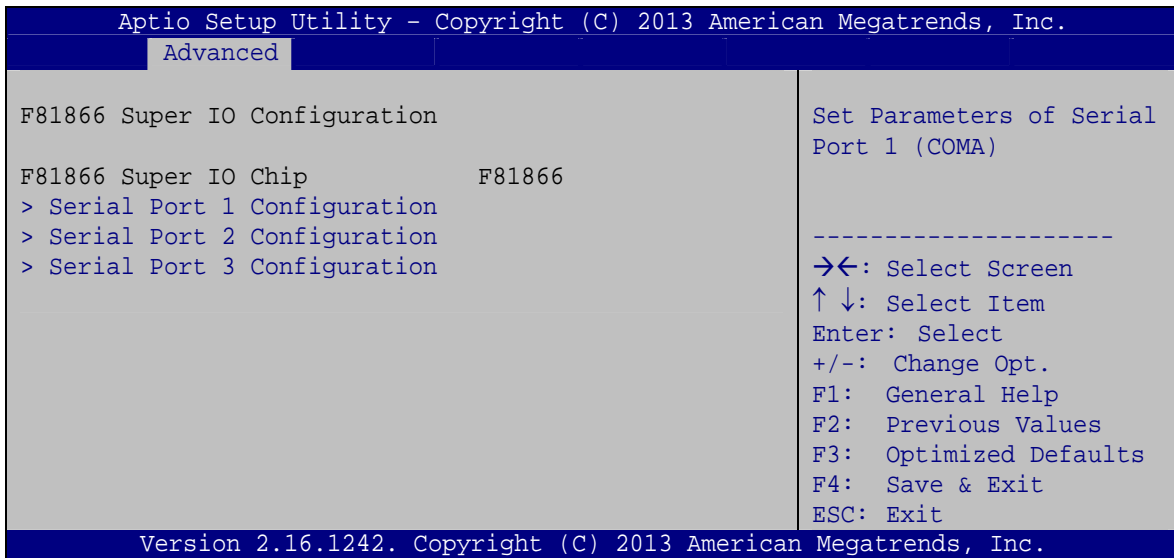 Aptio Setup Utility – Copyright (C) 2013 American Megatrends, Inc.
Advanced
F81866 Super IO Configuration
F81866 Super IO Chip F81866
> Serial Port 1 Configuration
> Serial Port 2 Configuration
> Serial Port 3 Configuration
Set Parameters of Serial
Port 1 (COMA)
---------------------
→←: Select Screen
↑ ↓: Select Item
Enter: Select
+/-: Change Opt.
F1: General Help
F2: Previous Values
F3: Optimized Defaults
F4: Save & Exit
ESC: Exit
Version 2.16.1242. Copyright (C) 2013 American Megatrends, Inc.